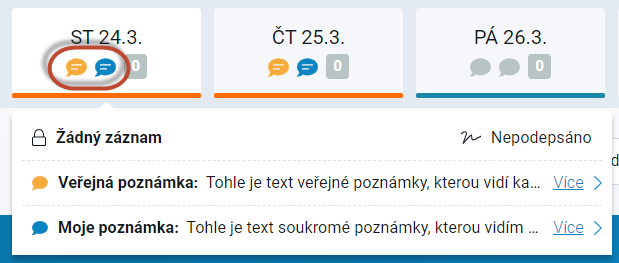 ST 24.3. ČT 25.3. PÁ 26.3.
0 0 0
Žádný záznam Nepodepsáno
Veřejná poznámka: Tohle je text veřejné poznámky, kterou vidí ka... Více
Moje poznámka: Tohle je text soukromé poznámky, kterou vidím ... Více